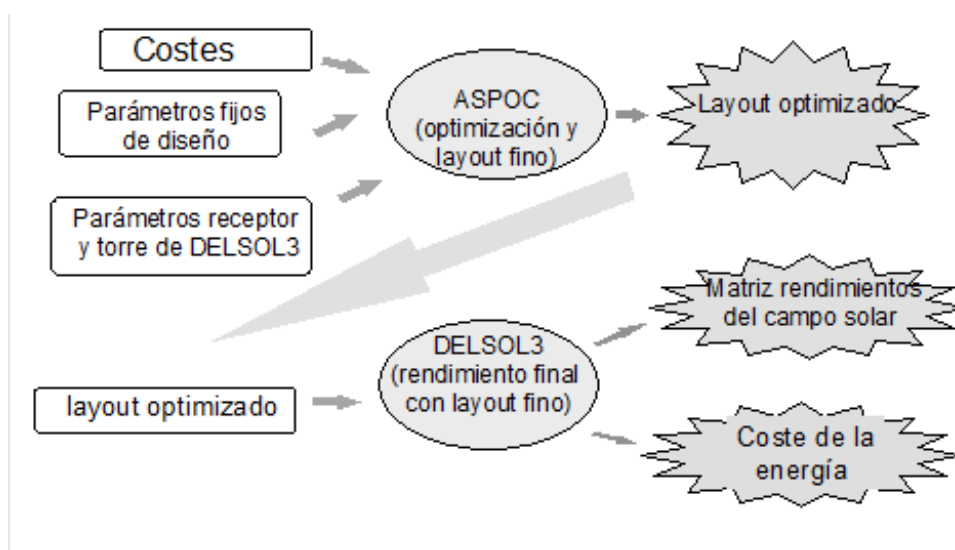 Costes
Parámetros fijos
de diseño
Parámetros receptor
y torre de DELSOL3
ASPOC
(optimización y
layout fino)
Layout optimizado
layout optimizado
DELSOL3
(rendimiento final
con layout fino)
Matriz rendimientos
del campo solar
Coste de la
energía